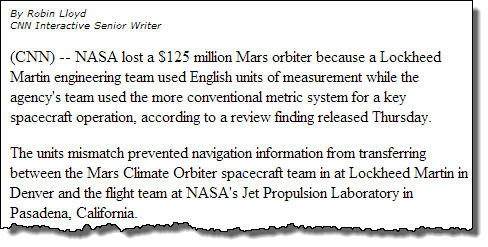 By Robin Lloyd
CNN Interactive Senior Writer
(CNN) -- NASA lost a $125 million Mars orbiter because a Lockheed
Martin engineering team used English units of measurement while the
agency's team used the more conventional metric system for a key
spacecraft operation, according to a review finding released Thursday.
The units mismatch prevented navigation information from transferring
between the Mars Climate Orbiter spacecraft team in at Lockheed Martin in
Denver and the flight team at NASA's Jet Propulsion Laboratory in
Pasadena, California.